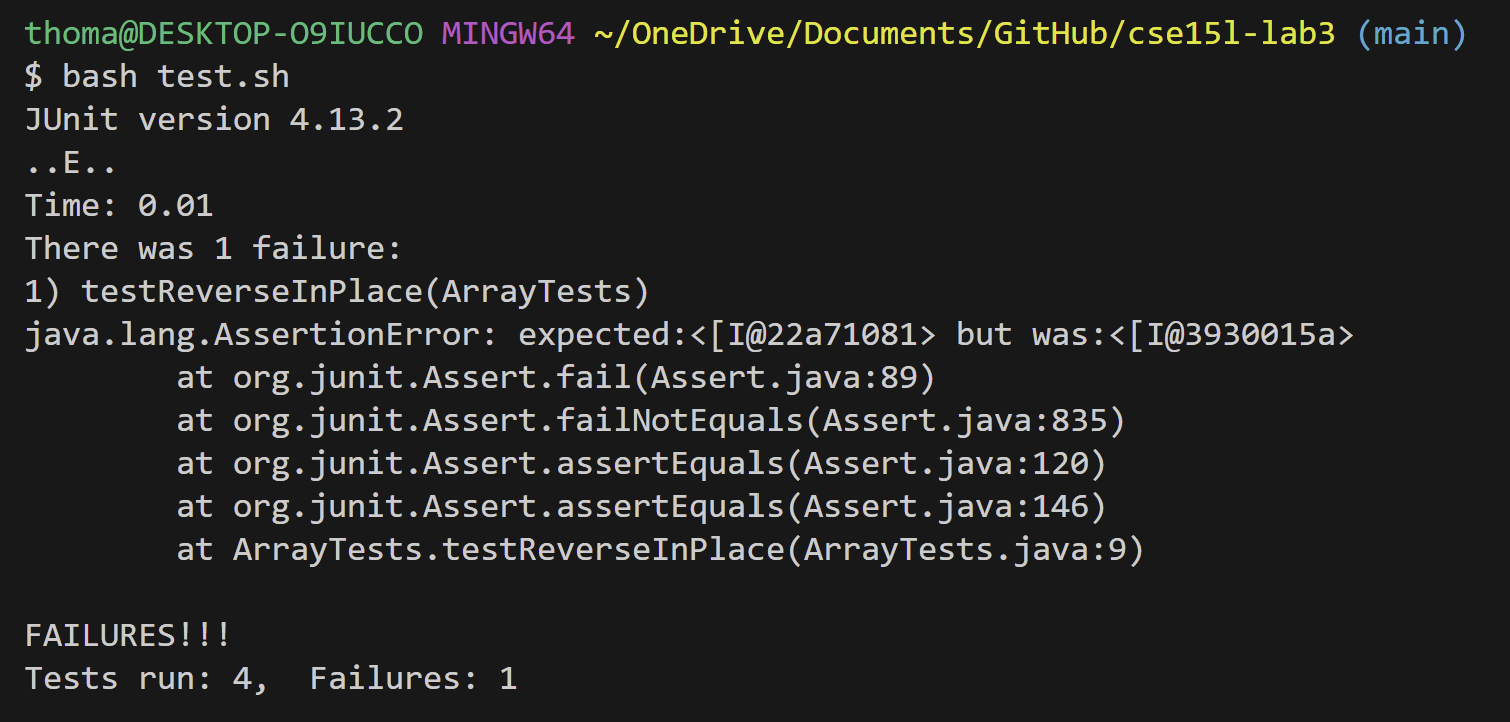 thoma@DESKTOP-O9IUCCO MINGW64 ~/OneDrive/Documents/GitHub/cse15l-lab3 (main)
$ bash test.sh
JUnit version 4.13.2
..E..
Time: 0.01
There was 1 failure:
1) testReverseInPlace(ArrayTests)
java.lang.AssertionError: expected:<[I@22a71081> but was:<[I@3930015a>
        at org.junit.Assert.fail(Assert.java:89)
        at org.junit.Assert.failNotEquals(Assert.java:835)
        at org.junit.Assert.assertEquals(Assert.java:120)
        at org.junit.Assert.assertEquals(Assert.java:146)
        at ArrayTests.testReverseInPlace(ArrayTests.java:9)

FAILURES!!!
Tests run: 4,  Failures: 1